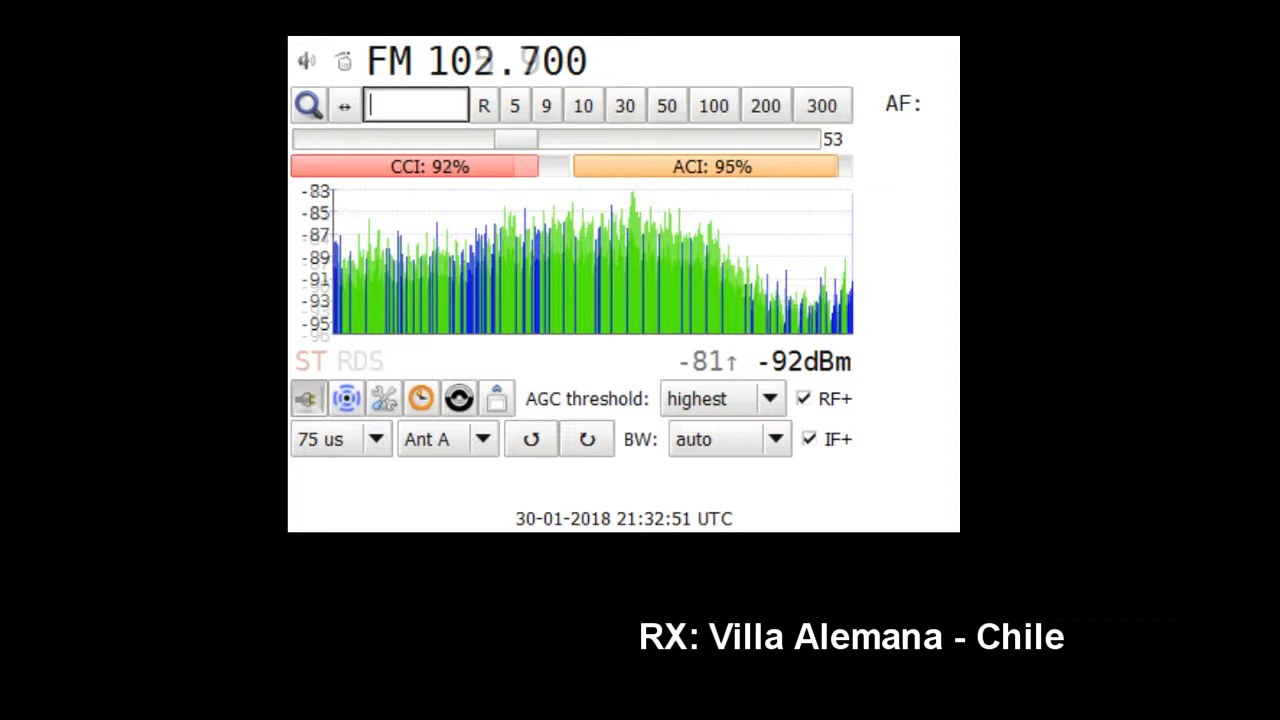 FM 102.700
R 5 9 10 30 50 100 200 300 AF:
53
CCI: 92% ACI: 95%
-83
-85
-87
-89
-91
-93
-95
ST RDS -81↑ -92dBm
AGC threshold: highest RF+
75 us Ant A ↺ ↻ BW: auto IF+
30-01-2018 21:32:51 UTC
RX: Villa Alemana - Chile